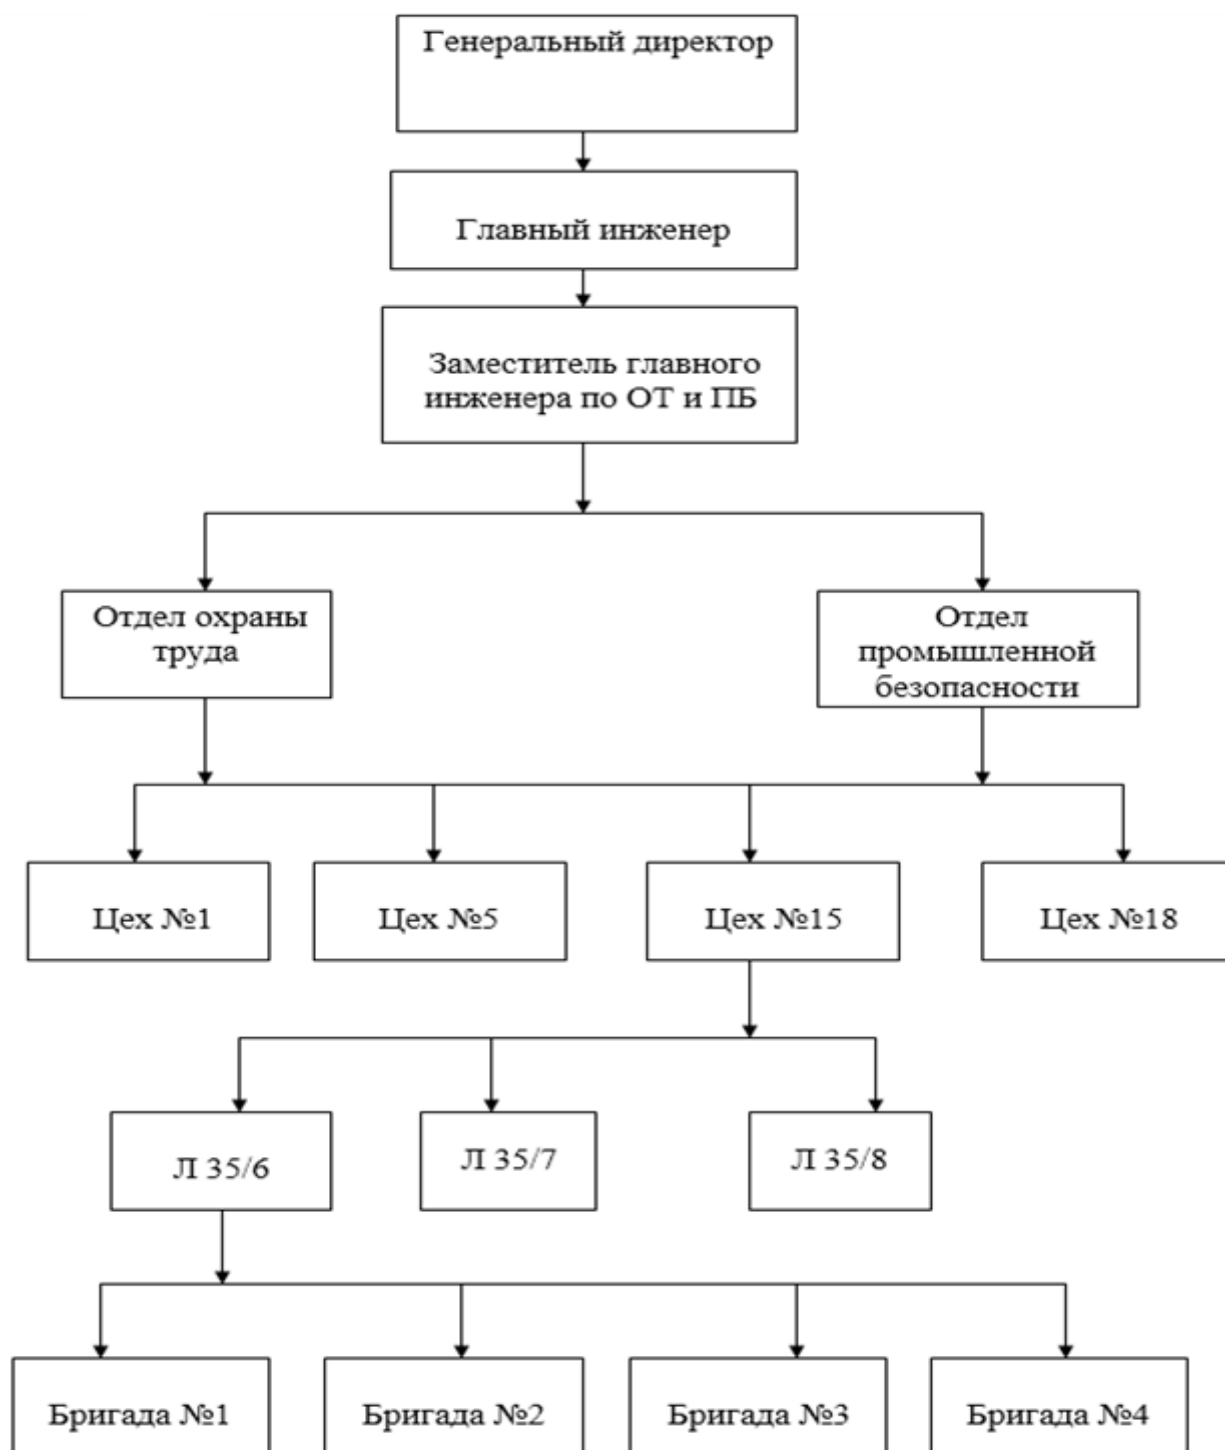 Генеральный директор
Главный инженер
Заместитель главного
инженера по ОТ и ПБ
Отдел охраны
труда
Отдел
промышленной
безопасности
Цех №1
Цех №5
Цех №15
Цех №18
Л 35/6
Л 35/7
Л 35/8
Бригада №1
Бригада №2
Бригада №3
Бригада №4